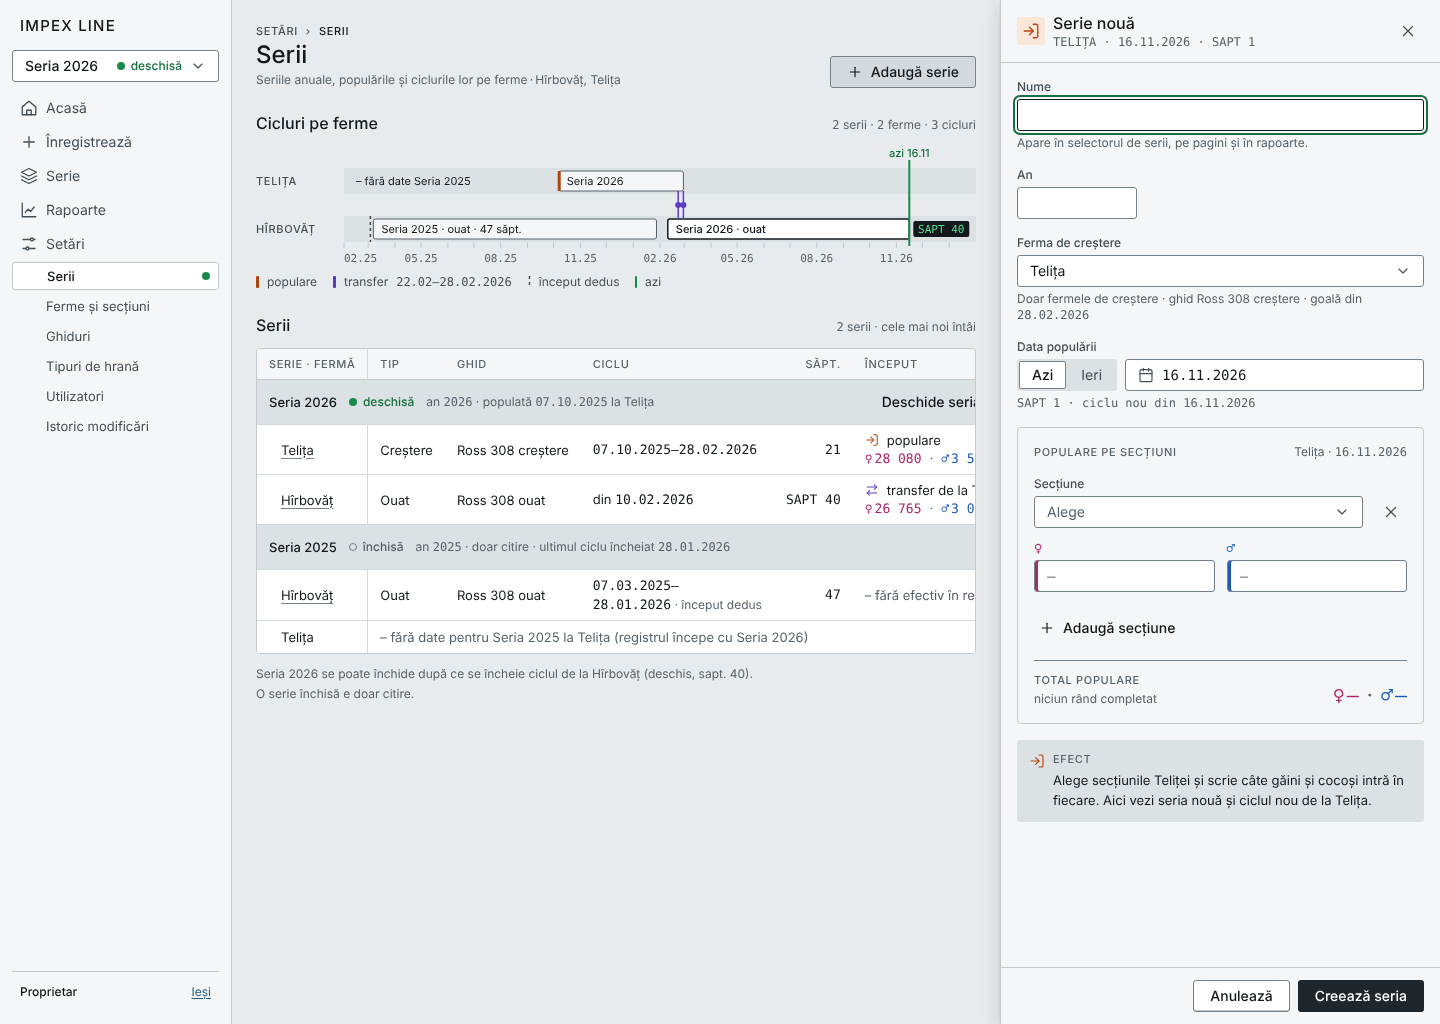 IMPEX LINE
Seria 2026 deschisă
Acasă
Înregistrează
Serie
Rapoarte
Setări
Serii
Ferme și secțiuni
Ghiduri
Tipuri de hrană
Utilizatori
Istoric modificări
Proprietar Ieși
SETĂRI › SERII
Serii
Seriile anuale, populările și ciclurile lor pe ferme · Hîrbovăț, Telița
Adaugă serie
Cicluri pe ferme
2 serii · 2 ferme · 3 cicluri
azi 16.11
TELIȚA – fără date Seria 2025 Seria 2026
HÎRBOVĂȚ Seria 2025 · ouat · 47 săpt. Seria 2026 · ouat SAPT 40
02.25 05.25 08.25 11.25 02.26 05.26 08.26 11.26
populare transfer 22.02–28.02.2026 început dedus azi
Serii
2 serii · cele mai noi întâi
SERIE · FERMĂ TIP GHID CICLU SĂPT. ÎNCEPUT
Seria 2026 deschisă an 2026 · populată 07.10.2025 la Telița Deschide seria
Telița Creștere Ross 308 creștere 07.10.2025–28.02.2026 21 populare
♀28 080 · ♂3 5
Hîrbovăț Ouat Ross 308 ouat din 10.02.2026 SAPT 40 transfer de la T
♀26 765 · ♂3 0
Seria 2025 închisă an 2025 · doar citire · ultimul ciclu încheiat 28.01.2026
Hîrbovăț Ouat Ross 308 ouat 07.03.2025–
28.01.2026 · început dedus 47 – fără efectiv în re
Telița – fără date pentru Seria 2025 la Telița (registrul începe cu Seria 2026)
Seria 2026 se poate închide după ce se încheie ciclul de la Hîrbovăț (deschis, sapt. 40).
O serie închisă e doar citire.
Serie nouă
TELIȚA · 16.11.2026 · SAPT 1
Nume
Apare în selectorul de serii, pe pagini și în rapoarte.
An
Ferma de creștere
Telița
Doar fermele de creștere · ghid Ross 308 creștere · goală din
28.02.2026
Data populării
Azi Ieri 16.11.2026
SAPT 1 · ciclu nou din 16.11.2026
POPULARE PE SECȚIUNI Telița · 16.11.2026
Secțiune
Alege
♀ ♂
– –
Adaugă secțiune
TOTAL POPULARE
niciun rând completat ♀— · ♂—
EFECT
Alege secțiunile Teliței și scrie câte găini și cocoși intră în
fiecare. Aici vezi seria nouă și ciclul nou de la Telița.
Anulează Creează seria